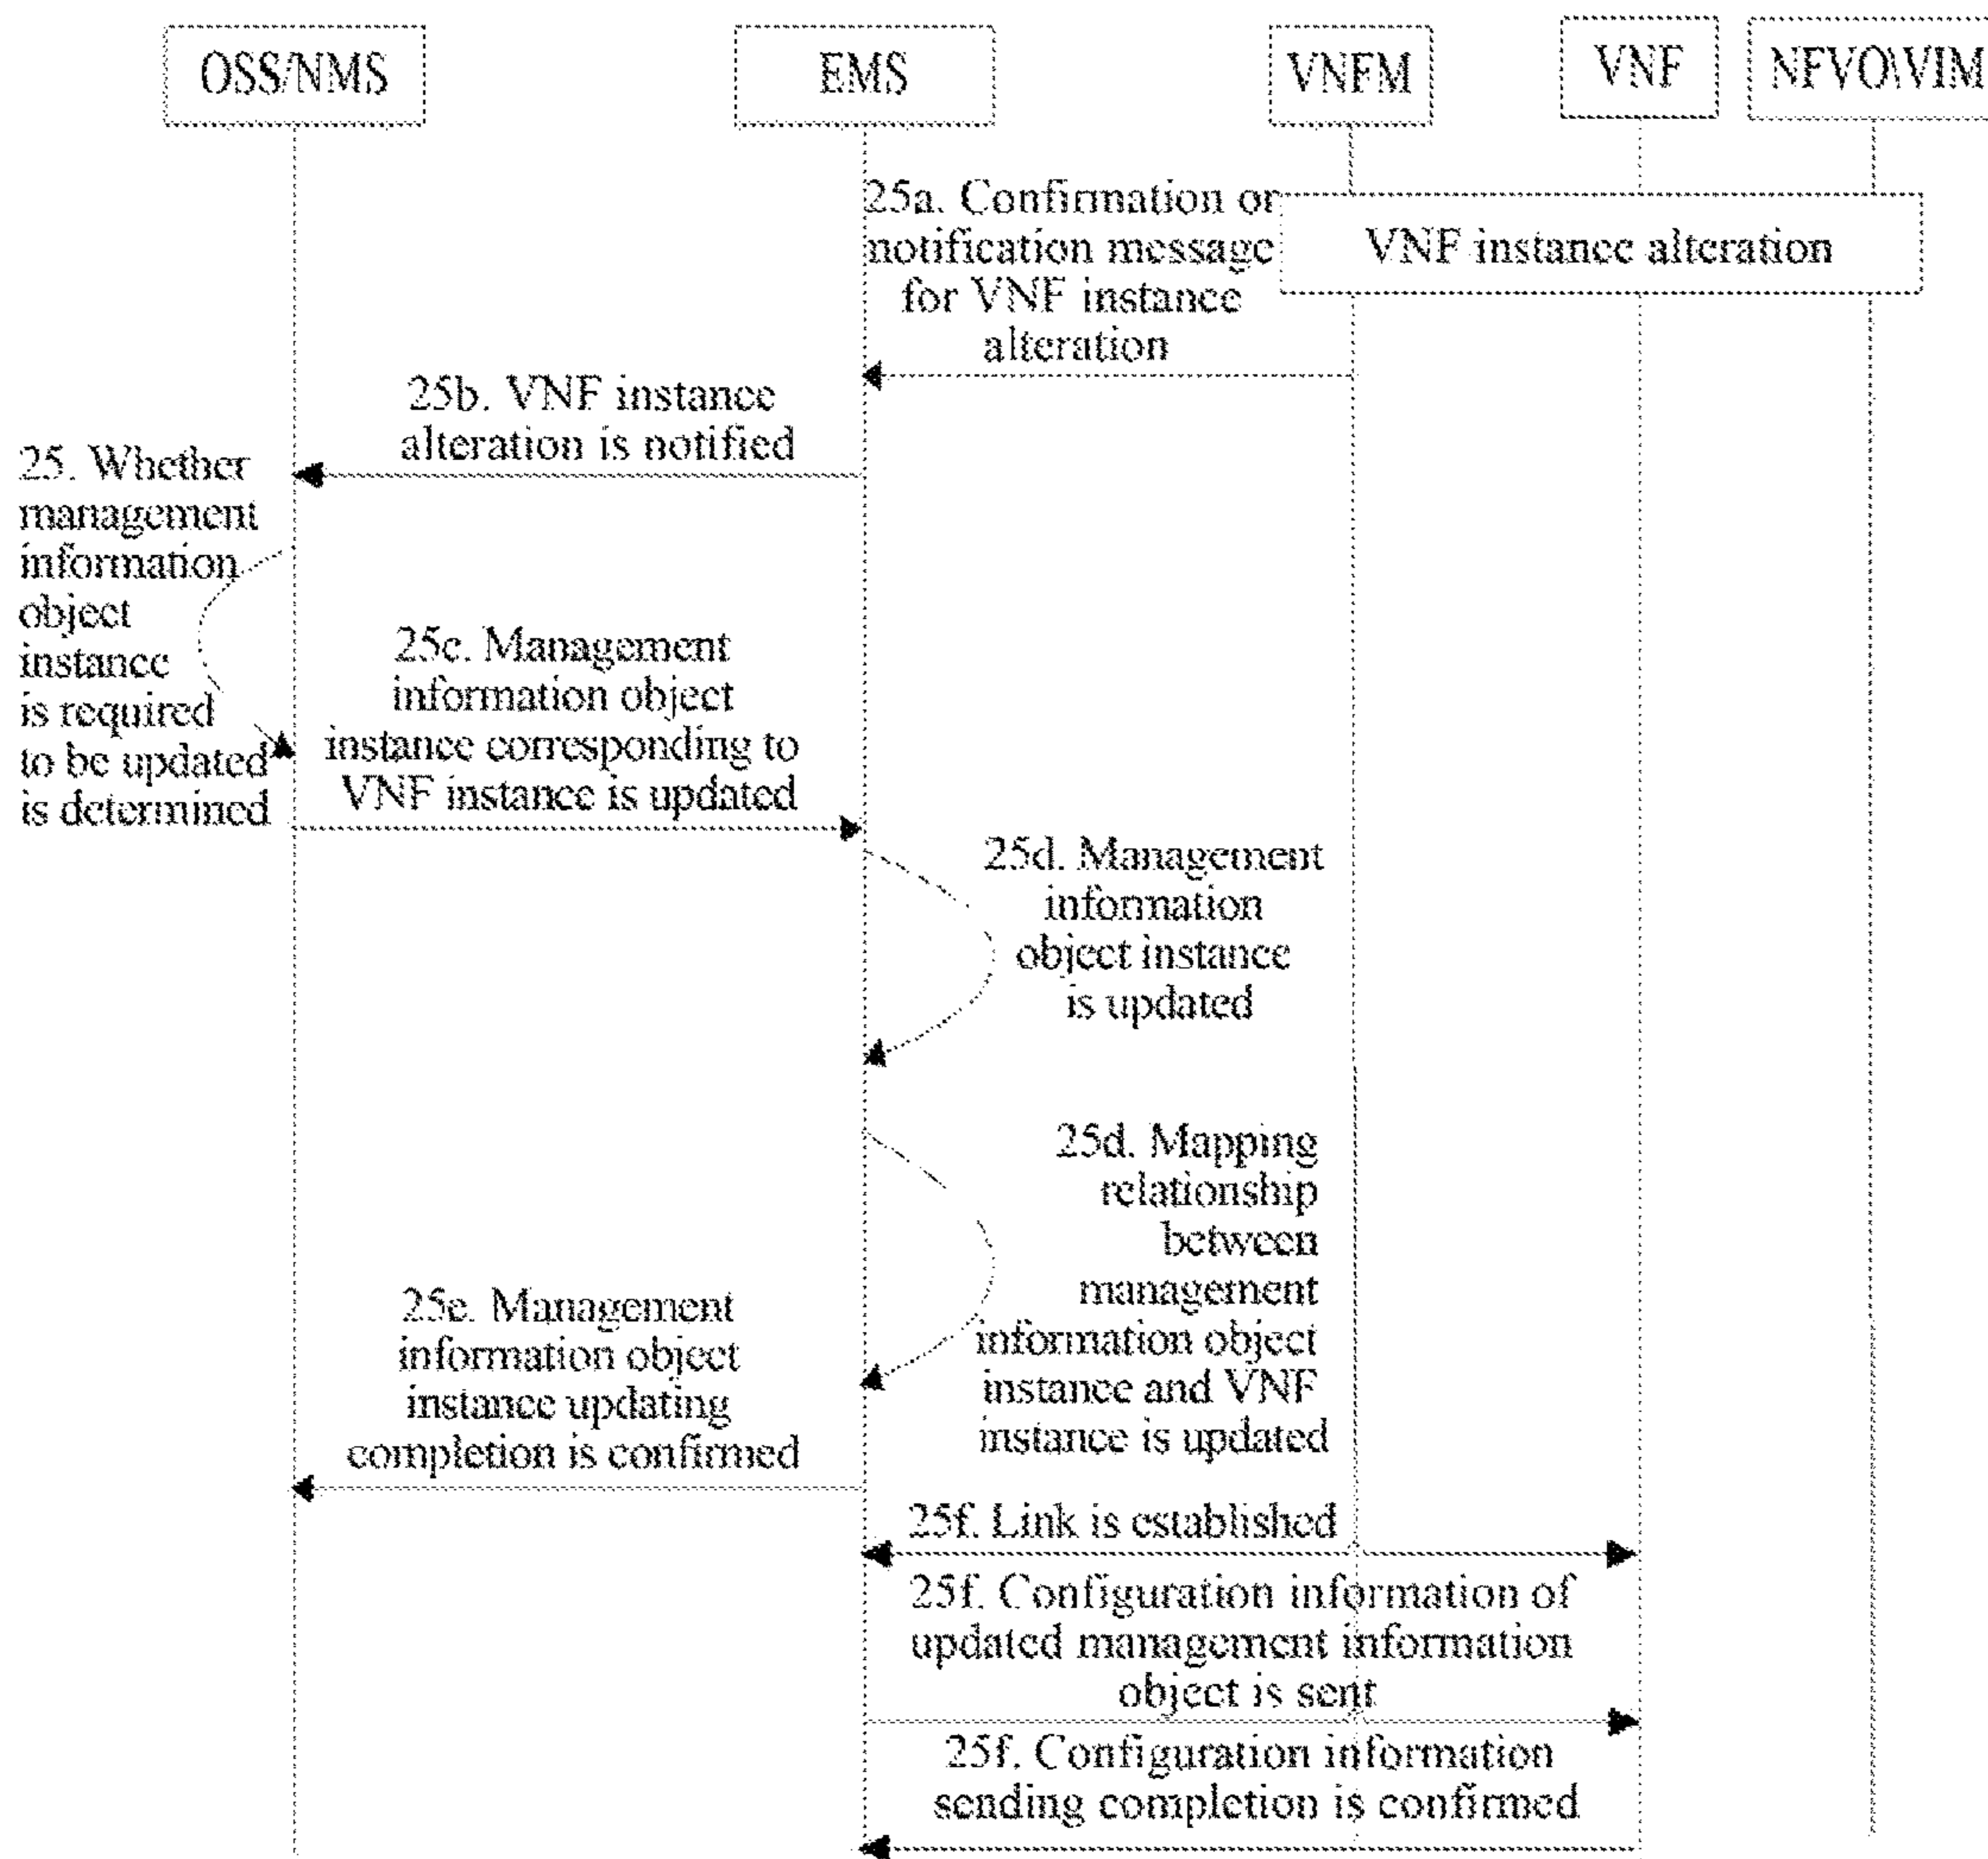 OSS/NMS
EMS
VNFM
VNF
NFVO\VIM
25a. Confirmation or
notification message
for VNF instance
alteration
VNF instance alteration
25b. VNF instance
alteration is notified
25. Whether
management
information
object
instance
is required
to be updated
is determined
25c. Management
information object
instance corresponding to
VNF instance is updated
25d. Management
information
object instance
is updated
25d. Mapping
relationship
between
management
information object
instance and VNF
instance is updated
25e. Management
information object
instance updating
completion is confirmed
25f. Link is established
25f. Configuration information of
updated management information
object is sent
25f. Configuration information
sending completion is confirmed